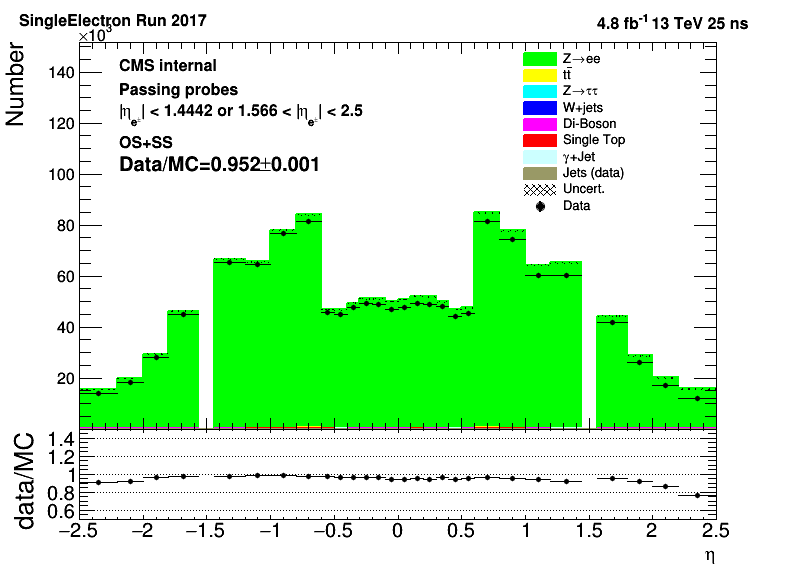 SingleElectron Run 2017 4.8 fb⁻¹ 13 TeV 25 ns
×10³
Number
CMS internal
Passing probes
|η_e±| < 1.4442 or 1.566 < |η_e±| < 2.5
OS+SS
Data/MC=0.952±0.001
Z→ee
tt̄
Z→ττ
W+jets
Di-Boson
Single Top
γ+Jet
Jets (data)
Uncert.
Data
140
120
100
80
60
40
20
data/MC
1.4
1.2
1
0.8
0.6
−2.5 −2 −1.5 −1 −0.5 0 0.5 1 1.5 2 2.5
η